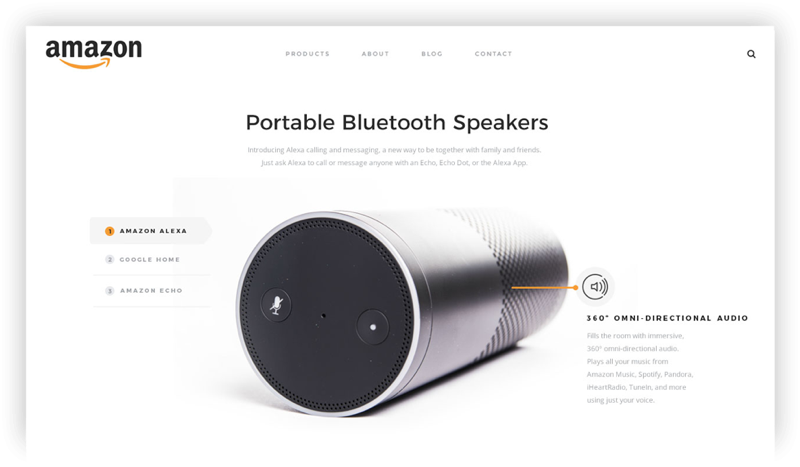 amazon
PRODUCTS ABOUT BLOG CONTACT
Portable Bluetooth Speakers
Introducing Alexa calling and messaging, a new way to be together with family and friends.
Just ask Alexa to call or message anyone with an Echo, Echo Dot, or the Alexa App.
1 AMAZON ALEXA
2 GOOGLE HOME
3 AMAZON ECHO
360° OMNI-DIRECTIONAL AUDIO
Fills the room with immersive,
360° omni-directional audio.
Plays all your music from
Amazon Music, Spotify, Pandora,
iHeartRadio, TuneIn, and more
using just your voice.